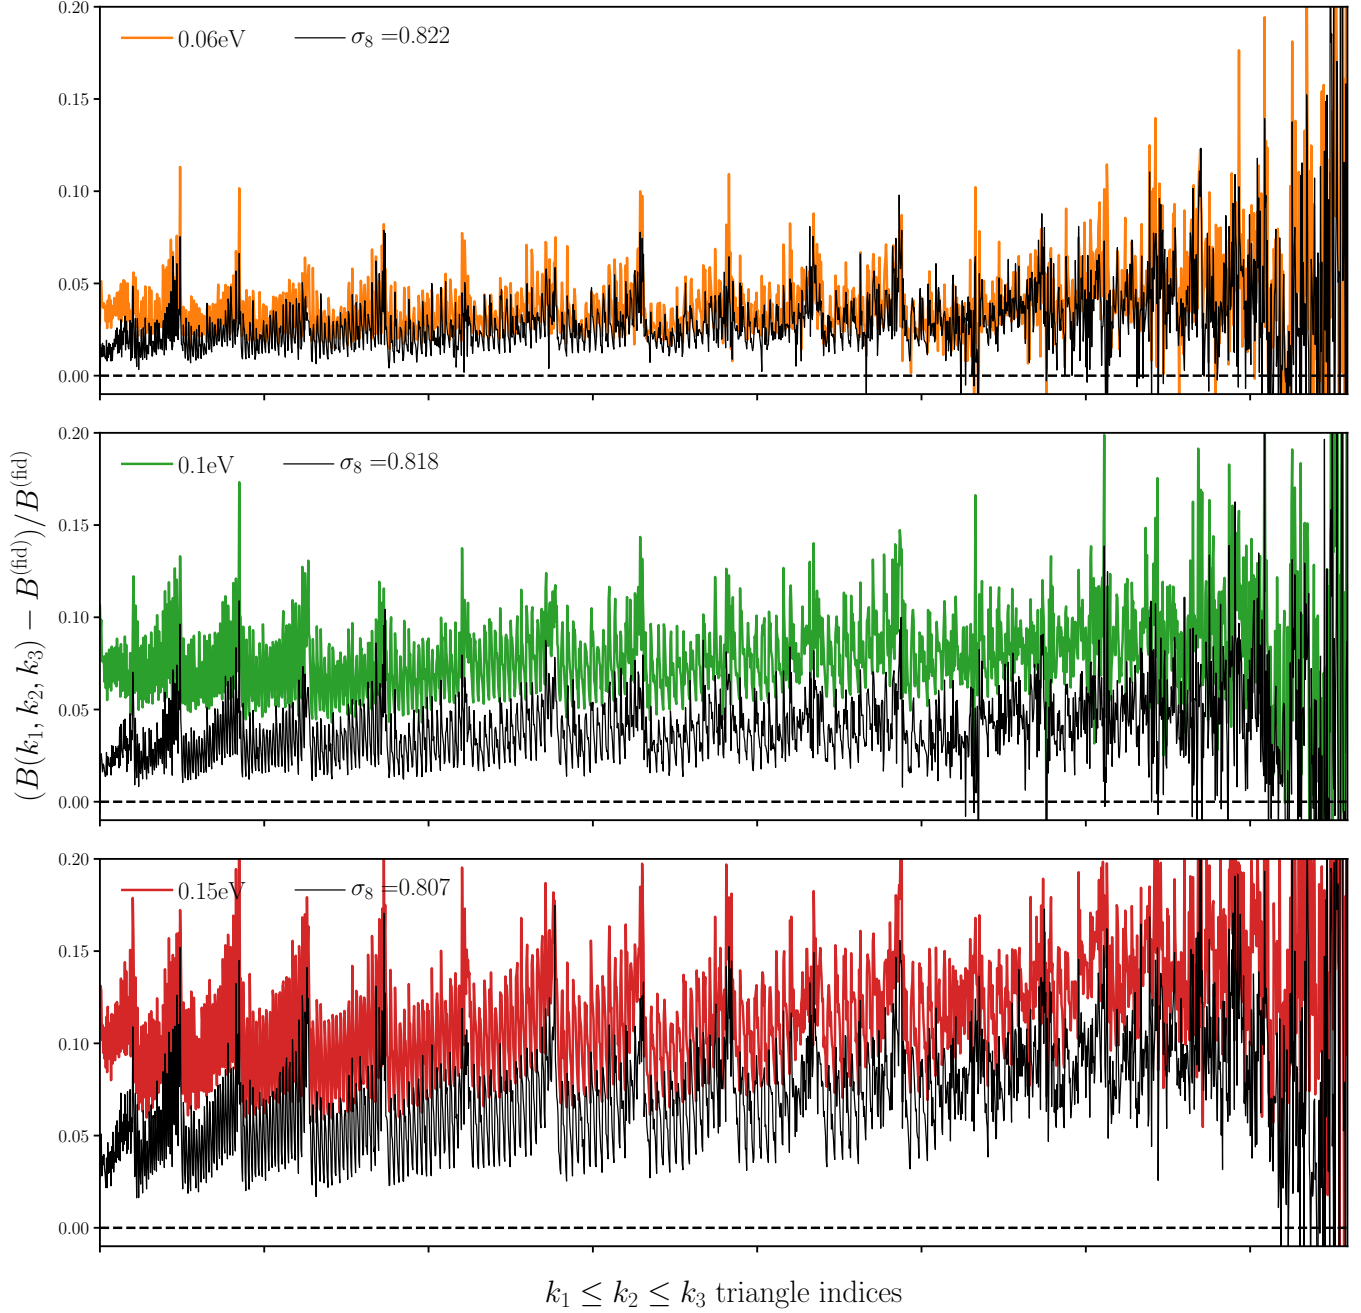 0.20
0.06eV
σ₈ =0.822
0.15
0.10
0.05
0.00
(B(k₁, k₂, k₃) − B⁽ᶠⁱᵈ⁾)/B⁽ᶠⁱᵈ⁾
0.20
0.1eV
σ₈ =0.818
0.15
0.10
0.05
0.00
0.20
0.15eV
σ₈ =0.807
0.15
0.10
0.05
0.00
k₁ ≤ k₂ ≤ k₃ triangle indices